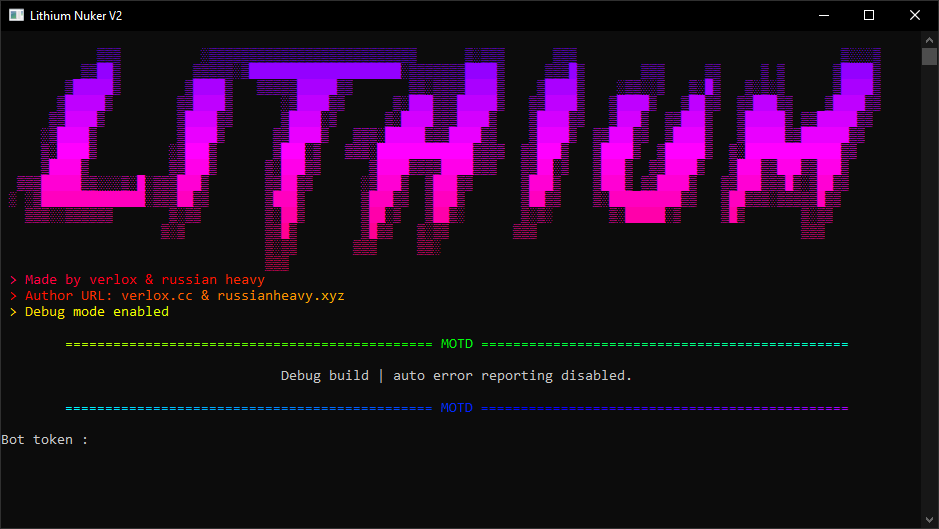 Lithium Nuker V2
LITHIUM
> Made by verlox & russian heavy
> Author URL: verlox.cc & russianheavy.xyz
> Debug mode enabled
============================================== MOTD ==============================================
Debug build | auto error reporting disabled.
============================================== MOTD ==============================================
Bot token :